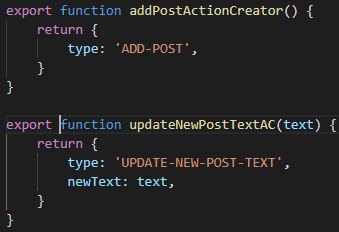 export function addPostActionCreator() {
    return {
        type: 'ADD-POST',
    }
}

export function updateNewPostTextAC(text) {
    return {
        type: 'UPDATE-NEW-POST-TEXT',
        newText: text,
    }
}